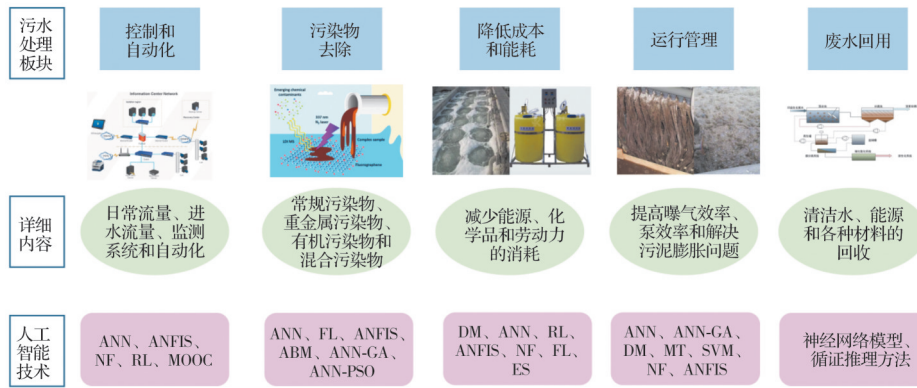 污水
处理
板块
控制和
自动化
污染物
去除
降低成本
和能耗
运行管理
废水回用
Information Center Network
Emerging chemical
contaminants
Complex sample
详细
内容
日常流量、进
水流量、监测
系统和自动化
常规污染物、
重金属污染物、
有机污染物和
混合污染物
减少能源、化
学品和劳动力
的消耗
提高曝气效率、
泵效率和解决
污泥膨胀问题
清洁水、能源
和各种材料的
回收
人工
智能
技术
ANN、ANFIS、
NF、RL、MOOC
ANN、FL、ANFIS、
ABM、ANN-GA、
ANN-PSO
DM、ANN、RL、
ANFIS、NF、FL、
ES
ANN、ANN-GA、
DM、MT、SVM、
NF、ANFIS
神经网络模型、
循证推理方法